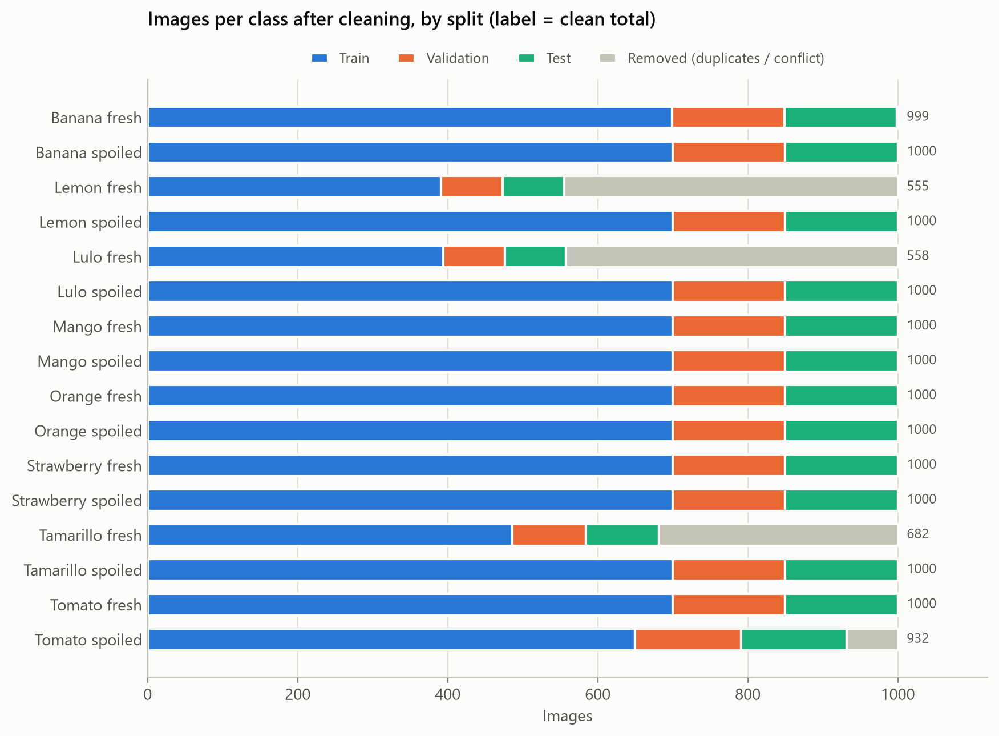 Images per class after cleaning, by split (label = clean total)
Train Validation Test Removed (duplicates / conflict)
Banana fresh 999
Banana spoiled 1000
Lemon fresh 555
Lemon spoiled 1000
Lulo fresh 558
Lulo spoiled 1000
Mango fresh 1000
Mango spoiled 1000
Orange fresh 1000
Orange spoiled 1000
Strawberry fresh 1000
Strawberry spoiled 1000
Tamarillo fresh 682
Tamarillo spoiled 1000
Tomato fresh 1000
Tomato spoiled 932
0 200 400 600 800 1000
Images